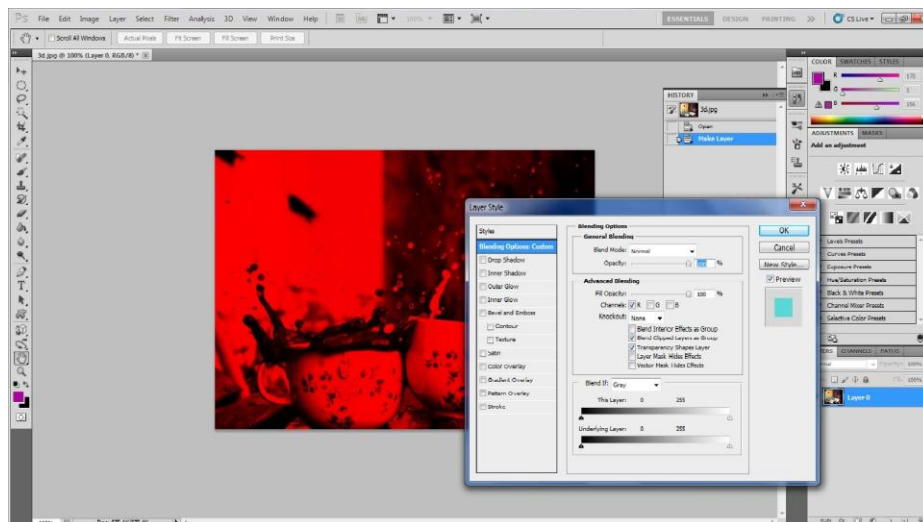 PS File Edit Image Layer Select Filter Analysis 3D View Window Help 100% ESSENTIALS DESIGN PAINTING CS Live
Scroll All Windows Actual Pixels Fit Screen Fill Screen Print Size
3d.jpg @ 100% (Layer 0, RGB/8) *
COLOR SWATCHES STYLES
R
G
B
HISTORY
3d.jpg
Open
Make Layer
ADJUSTMENTS MASKS
Add an adjustment
Levels Presets
Curves Presets
Exposure Presets
Hue/Saturation Presets
Black & White Presets
Channel Mixer Presets
Selective Color Presets
CHANNELS PATHS
Layer 0
Layer Style
Styles
Blending Options: Custom
Drop Shadow
Inner Shadow
Outer Glow
Inner Glow
Bevel and Emboss
Contour
Texture
Satin
Color Overlay
Gradient Overlay
Pattern Overlay
Stroke
Blending Options
General Blending
Blend Mode: Normal
Opacity: %
Advanced Blending
Fill Opacity: 100 %
Channels: R G B
Knockout: None
Blend Interior Effects as Group
Blend Clipped Layers as Group
Transparency Shapes Layer
Layer Mask Hides Effects
Vector Mask Hides Effects
Blend If: Gray
This Layer: 0 255
Underlying Layer: 0 255
OK
Cancel
New Style...
Preview